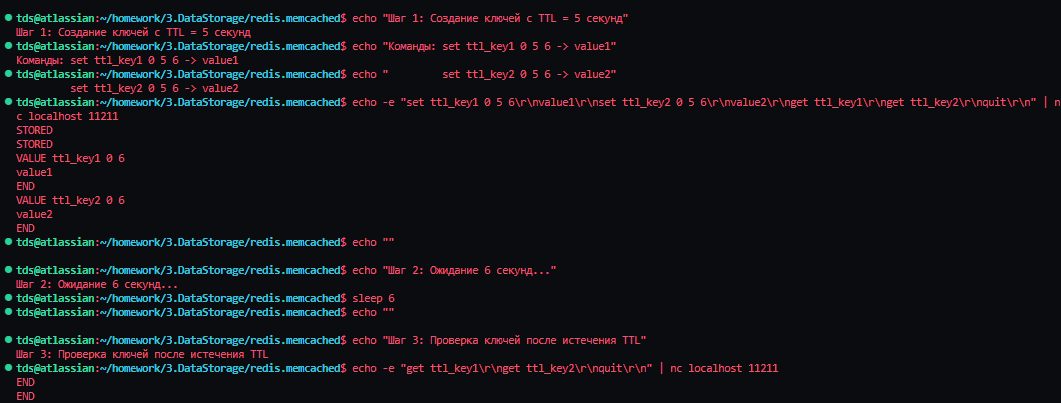 tds@atlassian:~/homework/3.DataStorage/redis.memcached$ echo "Шаг 1: Создание ключей с TTL = 5 секунд"
Шаг 1: Создание ключей с TTL = 5 секунд
tds@atlassian:~/homework/3.DataStorage/redis.memcached$ echo "Команды: set ttl_key1 0 5 6 -> value1"
Команды: set ttl_key1 0 5 6 -> value1
tds@atlassian:~/homework/3.DataStorage/redis.memcached$ echo "         set ttl_key2 0 5 6 -> value2"
         set ttl_key2 0 5 6 -> value2
tds@atlassian:~/homework/3.DataStorage/redis.memcached$ echo -e "set ttl_key1 0 5 6\r\nvalue1\r\nset ttl_key2 0 5 6\r\nvalue2\r\nget ttl_key1\r\nget ttl_key2\r\nquit\r\n" | n
c localhost 11211
STORED
STORED
VALUE ttl_key1 0 6
value1
END
VALUE ttl_key2 0 6
value2
END
tds@atlassian:~/homework/3.DataStorage/redis.memcached$ echo ""
tds@atlassian:~/homework/3.DataStorage/redis.memcached$ echo "Шаг 2: Ожидание 6 секунд..."
Шаг 2: Ожидание 6 секунд...
tds@atlassian:~/homework/3.DataStorage/redis.memcached$ sleep 6
tds@atlassian:~/homework/3.DataStorage/redis.memcached$ echo ""
tds@atlassian:~/homework/3.DataStorage/redis.memcached$ echo "Шаг 3: Проверка ключей после истечения TTL"
Шаг 3: Проверка ключей после истечения TTL
tds@atlassian:~/homework/3.DataStorage/redis.memcached$ echo -e "get ttl_key1\r\nget ttl_key2\r\nquit\r\n" | nc localhost 11211
END
END